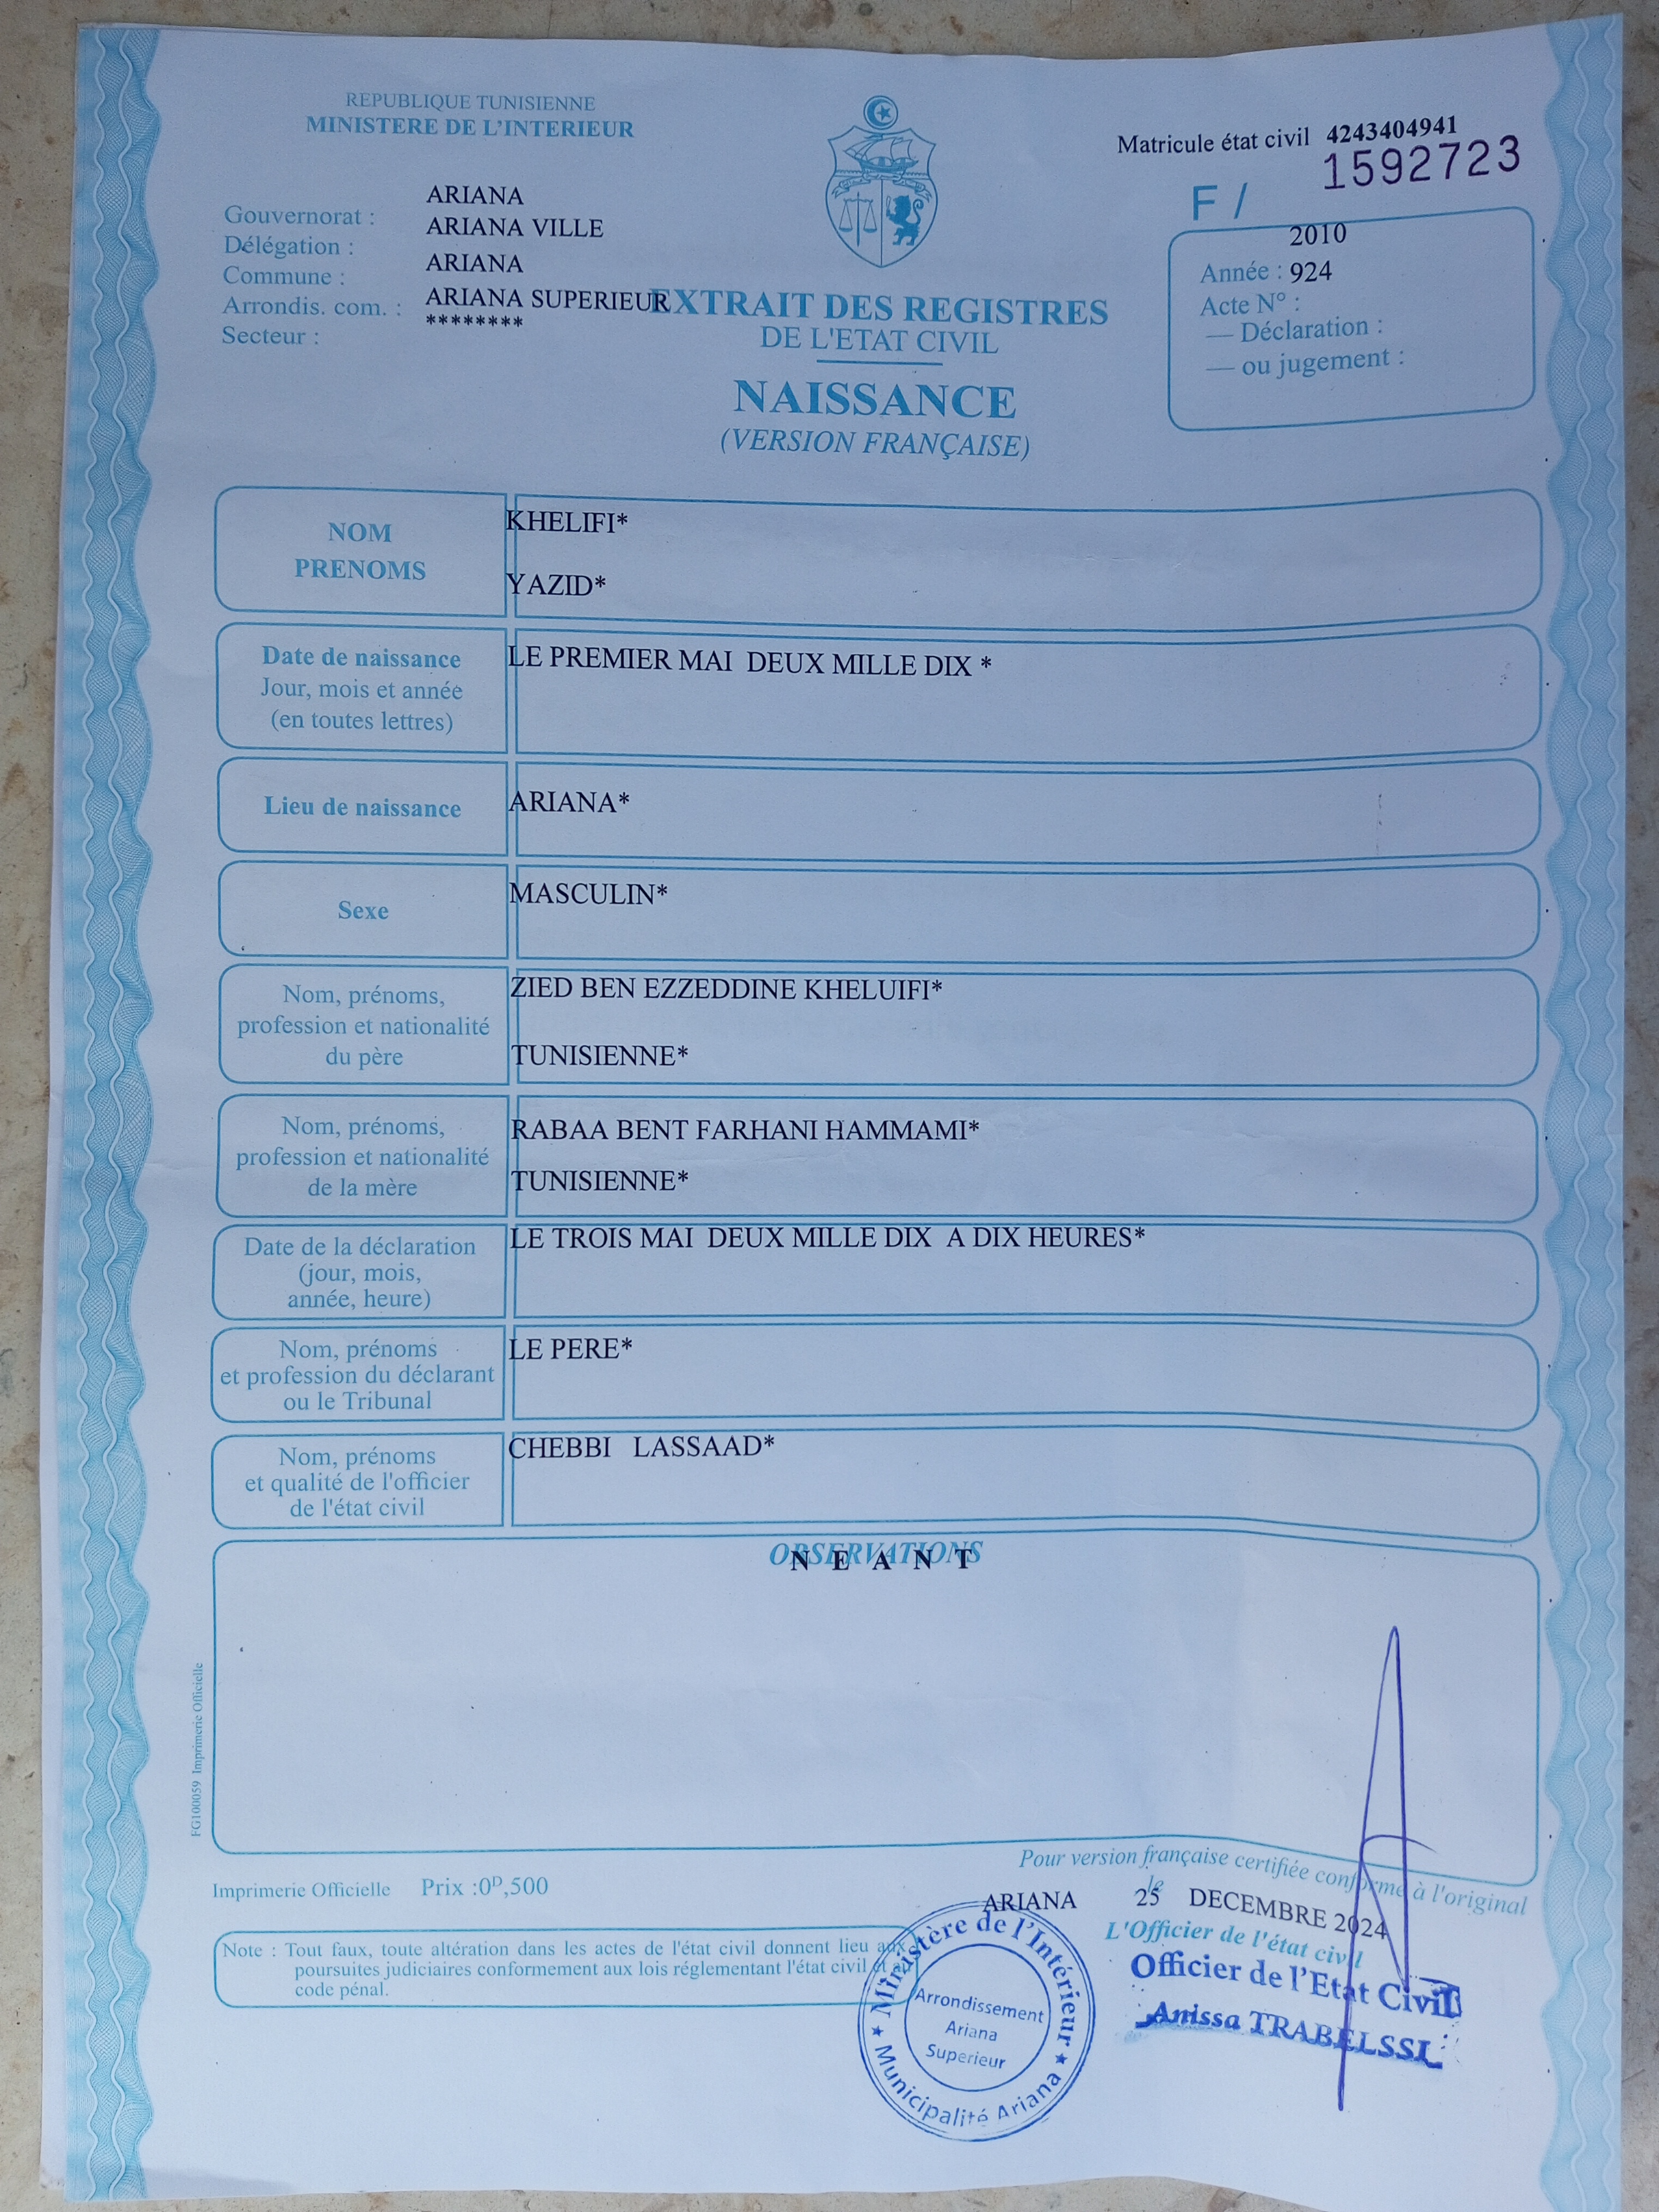 REPUBLIQUE TUNISIENNE
MINISTERE DE L'INTERIEUR
Matricule état civil 4243404941
F / 1592723
Gouvernorat : ARIANA
Délégation : ARIANA VILLE
Commune : ARIANA
Arrondis. com. : ARIANA SUPERIEUR
Secteur : ********
2010
Année : 924
Acte N° :
— Déclaration :
— ou jugement :
EXTRAIT DES REGISTRES
DE L'ETAT CIVIL
NAISSANCE
(VERSION FRANÇAISE)
NOM KHELIFI*
PRENOMS YAZID*
Date de naissance LE PREMIER MAI DEUX MILLE DIX *
Jour, mois et année
(en toutes lettres)
Lieu de naissance ARIANA*
Sexe MASCULIN*
Nom, prénoms, ZIED BEN EZZEDDINE KHELUIFI*
profession et nationalité
du père TUNISIENNE*
Nom, prénoms, RABAA BENT FARHANI HAMMAMI*
profession et nationalité
de la mère TUNISIENNE*
Date de la déclaration LE TROIS MAI DEUX MILLE DIX A DIX HEURES*
(jour, mois,
année, heure)
Nom, prénoms LE PERE*
et profession du déclarant
ou le Tribunal
Nom, prénoms CHEBBI LASSAAD*
et qualité de l'officier
de l'état civil
OBSERVATIONS
N E A N T
FG100059 Imprimerie Officielle
Imprimerie Officielle Prix :0ᴰ,500
Pour version française certifiée conforme à l'original
ARIANA le 25 DECEMBRE 2024
L'Officier de l'état civil
Officier de l'Etat Civil
Anissa TRABELSSI
Note : Tout faux, toute altération dans les actes de l'état civil donnent lieu aux
poursuites judiciaires conformement aux lois réglementant l'état civil et au
code pénal.
Ministère de l'Intérieur
Arrondissement
Ariana
Superieur
Municipalité Ariana